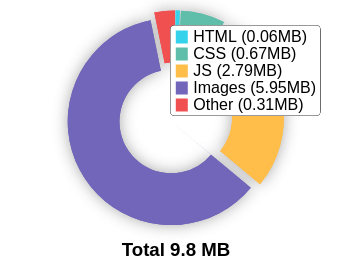 HTML (0.06MB)
CSS (0.67MB)
JS (2.79MB)
Images (5.95MB)
Other (0.31MB)
Total 9.8 MB